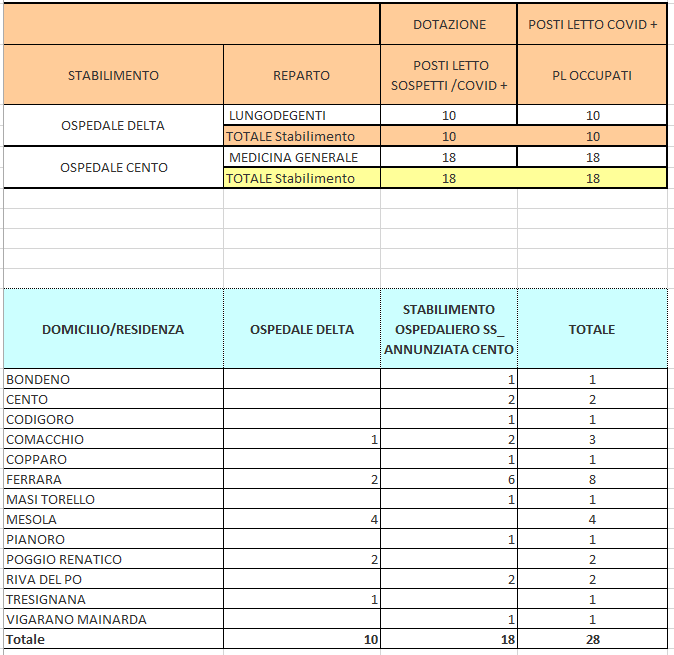 DOTAZIONE POSTI LETTO COVID +
STABILIMENTO REPARTO POSTI LETTO SOSPETTI /COVID + PL OCCUPATI
OSPEDALE DELTA LUNGODEGENTI 10 10
TOTALE Stabilimento 10 10
OSPEDALE CENTO MEDICINA GENERALE 18 18
TOTALE Stabilimento 18 18
DOMICILIO/RESIDENZA OSPEDALE DELTA STABILIMENTO OSPEDALIERO SS_ ANNUNZIATA CENTO TOTALE
BONDENO 1 1
CENTO 2 2
CODIGORO 1 1
COMACCHIO 1 2 3
COPPARO 1 1
FERRARA 2 6 8
MASI TORELLO 1 1
MESOLA 4 4
PIANORO 1 1
POGGIO RENATICO 2 2
RIVA DEL PO 2 2
TRESIGNANA 1 1
VIGARANO MAINARDA 1 1
Totale 10 18 28